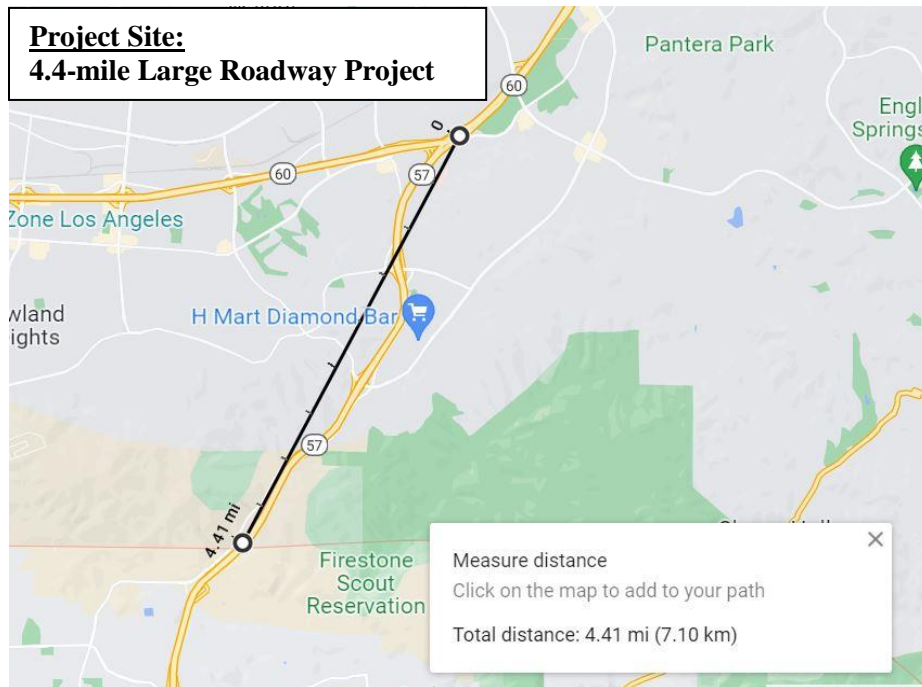 Project Site:
4.4-mile Large Roadway Project
Pantera Park
60
Engl
Springs
0
60
57
Zone Los Angeles
wland
ights
H Mart Diamond Bar
57
4.41 mi
Firestone
Scout
Reservation
Measure distance
Click on the map to add to your path
Total distance: 4.41 mi (7.10 km)